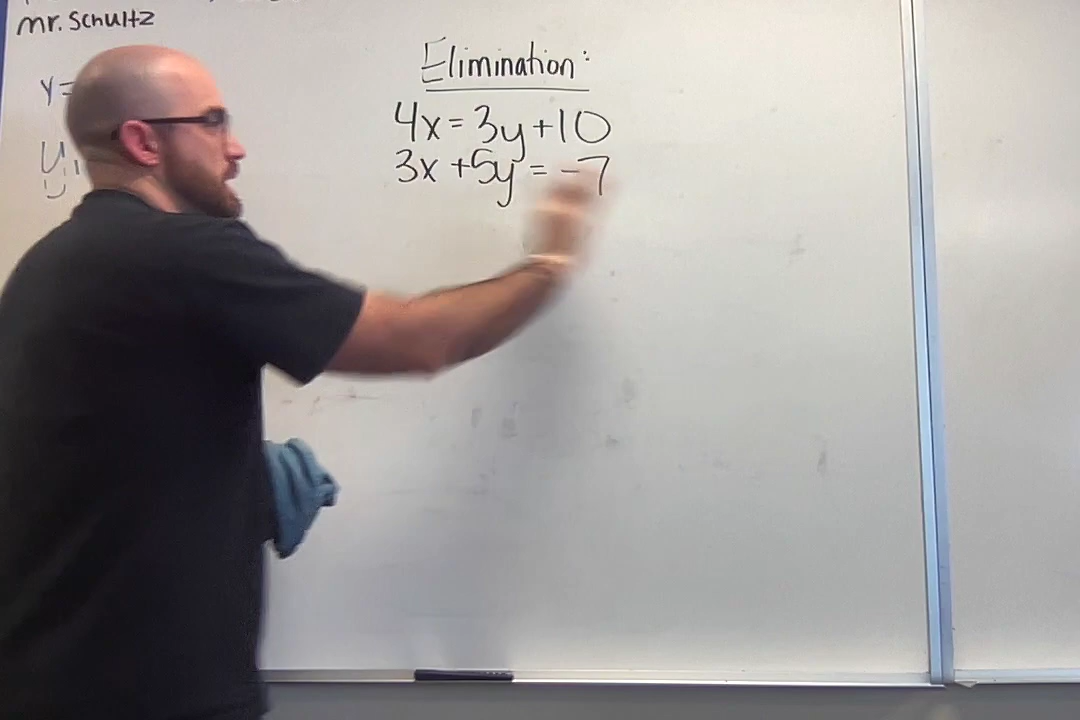 mr. Schultz
Elimination:
4x = 3y + 10
3x + 5y = -7
y =